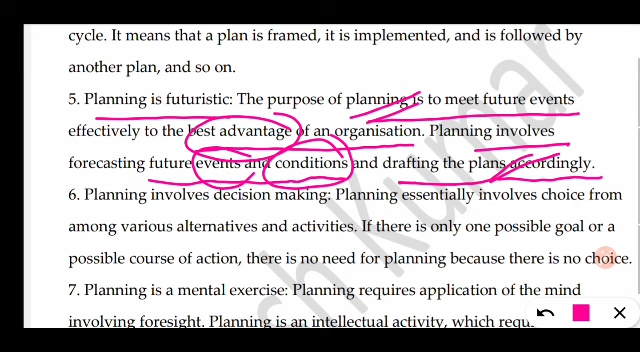 cycle. It means that a plan is framed, it is implemented, and is followed by
another plan, and so on.
5. Planning is futuristic: The purpose of planning is to meet future events
effectively to the best advantage of an organisation. Planning involves
forecasting future events and conditions and drafting the plans accordingly.
6. Planning involves decision making: Planning essentially involves choice from
among various alternatives and activities. If there is only one possible goal or a
possible course of action, there is no need for planning because there is no choice.
7. Planning is a mental exercise: Planning requires application of the mind
involving foresight. Planning is an intellectual activity, which
sh Kumar